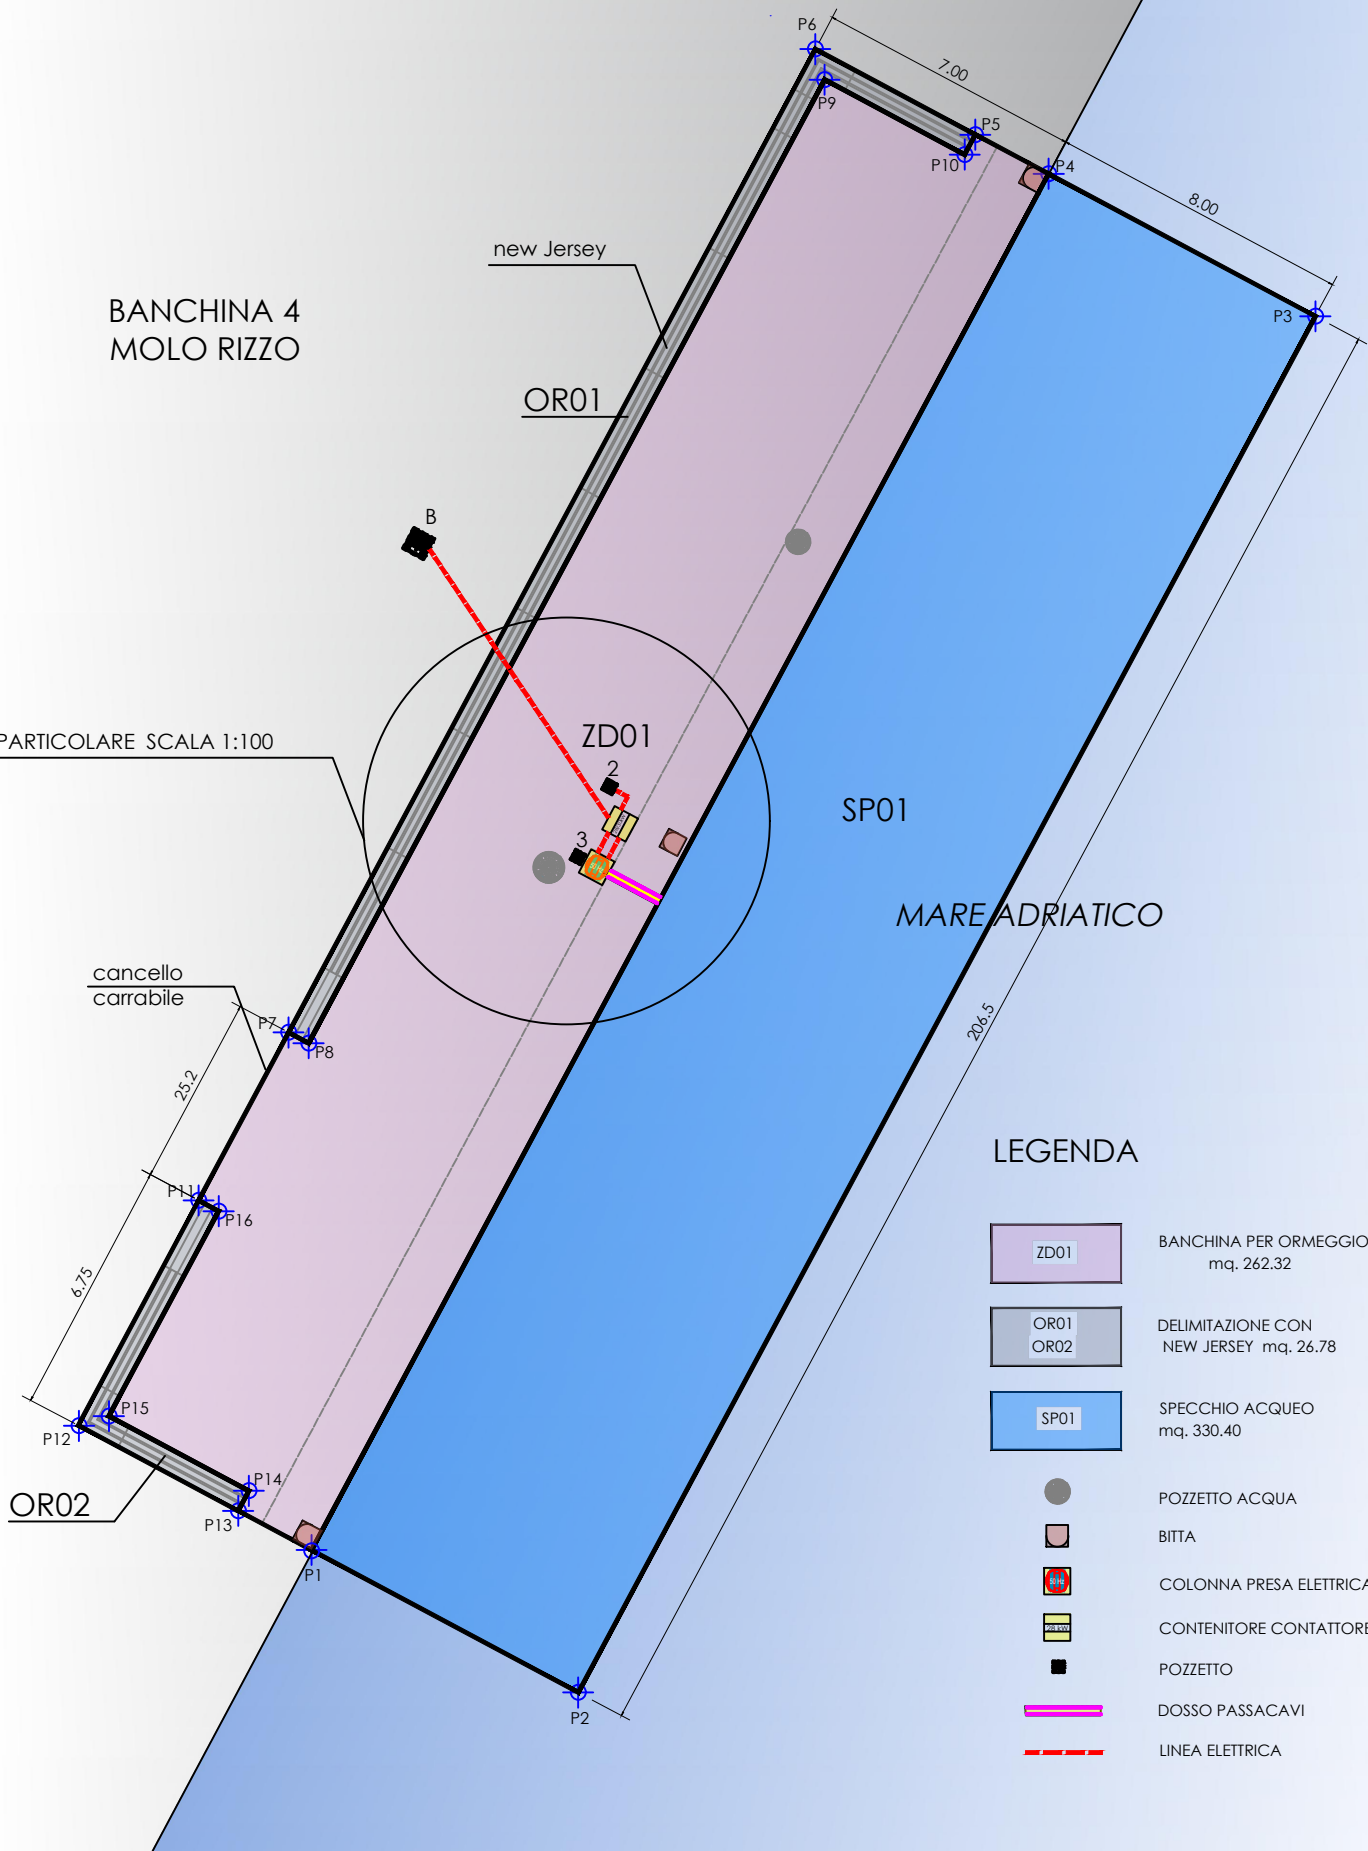 P6
7.00
P9
P5
P10
P4
8.00
P3
new Jersey
BANCHINA 4
MOLO RIZZO
OR01
B
ZD01
PARTICOLARE SCALA 1:100
2
3
SP01
MARE ADRIATICO
cancello
carrabile
P7
P8
206.5
25.2
P11
P16
6.75
P15
P12
P14
OR02
P13
P1
P2
LEGENDA
ZD01
BANCHINA PER ORMEGGIO
mq. 262.32
OR01
OR02
DELIMITAZIONE CON
NEW JERSEY mq. 26.78
SP01
SPECCHIO ACQUEO
mq. 330.40
POZZETTO ACQUA
BITTA
50 Hz
COLONNA PRESA ELETTRICA
CONTENITORE CONTATTORE
POZZETTO
DOSSO PASSACAVI
LINEA ELETTRICA